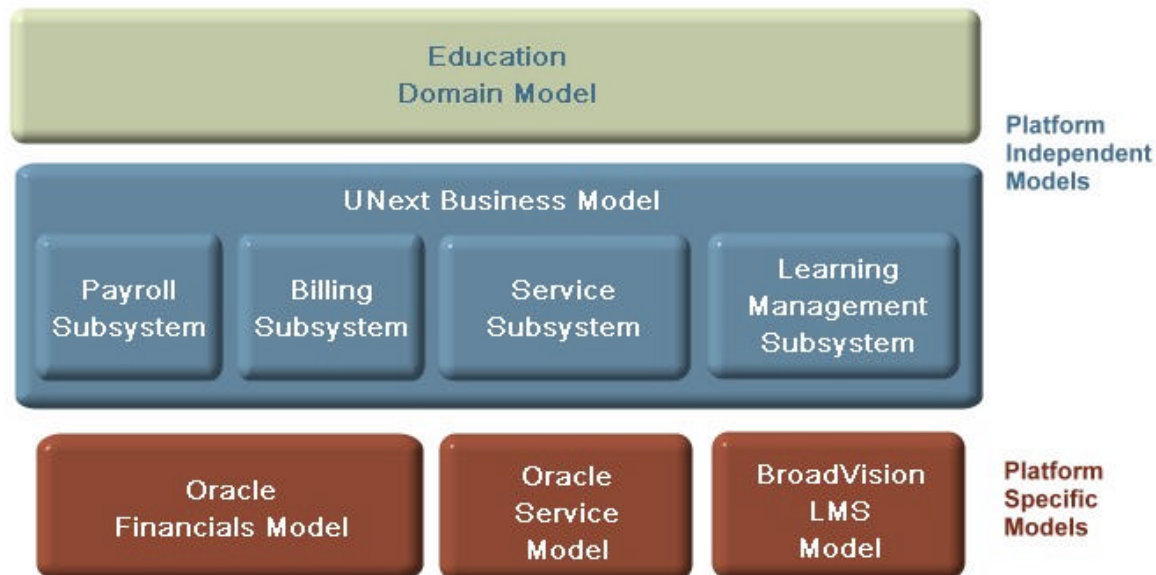 Education
Domain Model
Platform
Independent
Models
UNext Business Model
Payroll
Subsystem
Billing
Subsystem
Service
Subsystem
Learning
Management
Subsystem
Oracle
Financials Model
Oracle
Service
Model
BroadVision
LMS
Model
Platform
Specific
Models